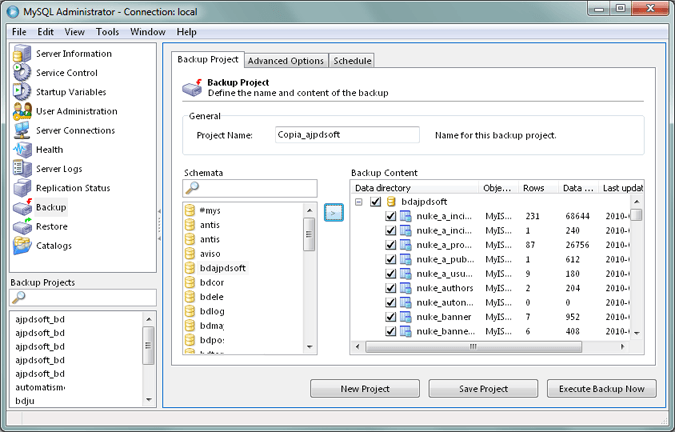 MySQL Administrator - Connection: local
File Edit View Tools Window Help
Server Information
Service Control
Startup Variables
User Administration
Server Connections
Health
Server Logs
Replication Status
Backup
Restore
Catalogs
Backup Projects
ajpdsoft_bd
ajpdsoft_bd
ajpdsoft_bd
ajpdsoft_bd
ajpdsoft_bd
automatism
bdju
Backup Project Advanced Options Schedule
Backup Project
Define the name and content of the backup
General
Project Name: Copia_ajpdsoft Name for this backup project.
Schemata
#mys
antis
antis
aviso
bdajpdsoft
bdcor
bdele
bdlog
bdma
bdpos
>
Backup Content
Data directory Obje... Rows Data ... Last updat
bdajpdsoft
nuke_a_inci... MyIS... 231 68644 2010-
nuke_a_inci... MyIS... 1 240 2010-
nuke_a_pro... MyIS... 87 26756 2010-
nuke_a_pub... MyIS... 1 612 2010-
nuke_a_usu... MyIS... 9 180 2010-
nuke_authors MyIS... 2 204 2010-
nuke_auton... MyIS... 0 0 2010-
nuke_banner MyIS... 7 952 2010-
nuke_banne... MyIS... 6 408 2010-
New Project Save Project Execute Backup Now